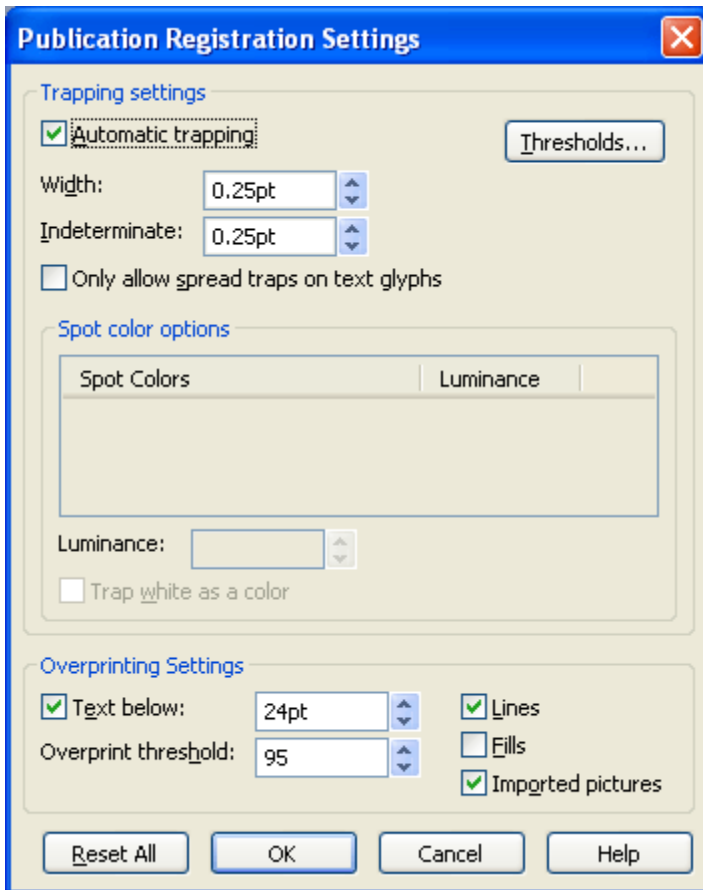 Publication Registration Settings
Trapping settings
Automatic trapping
Thresholds...
Width: 0.25pt
Indeterminate: 0.25pt
Only allow spread traps on text glyphs
Spot color options
Spot Colors Luminance
Luminance:
Trap white as a color
Overprinting Settings
Text below: 24pt Lines
Overprint threshold: 95 Fills
Imported pictures
Reset All OK Cancel Help